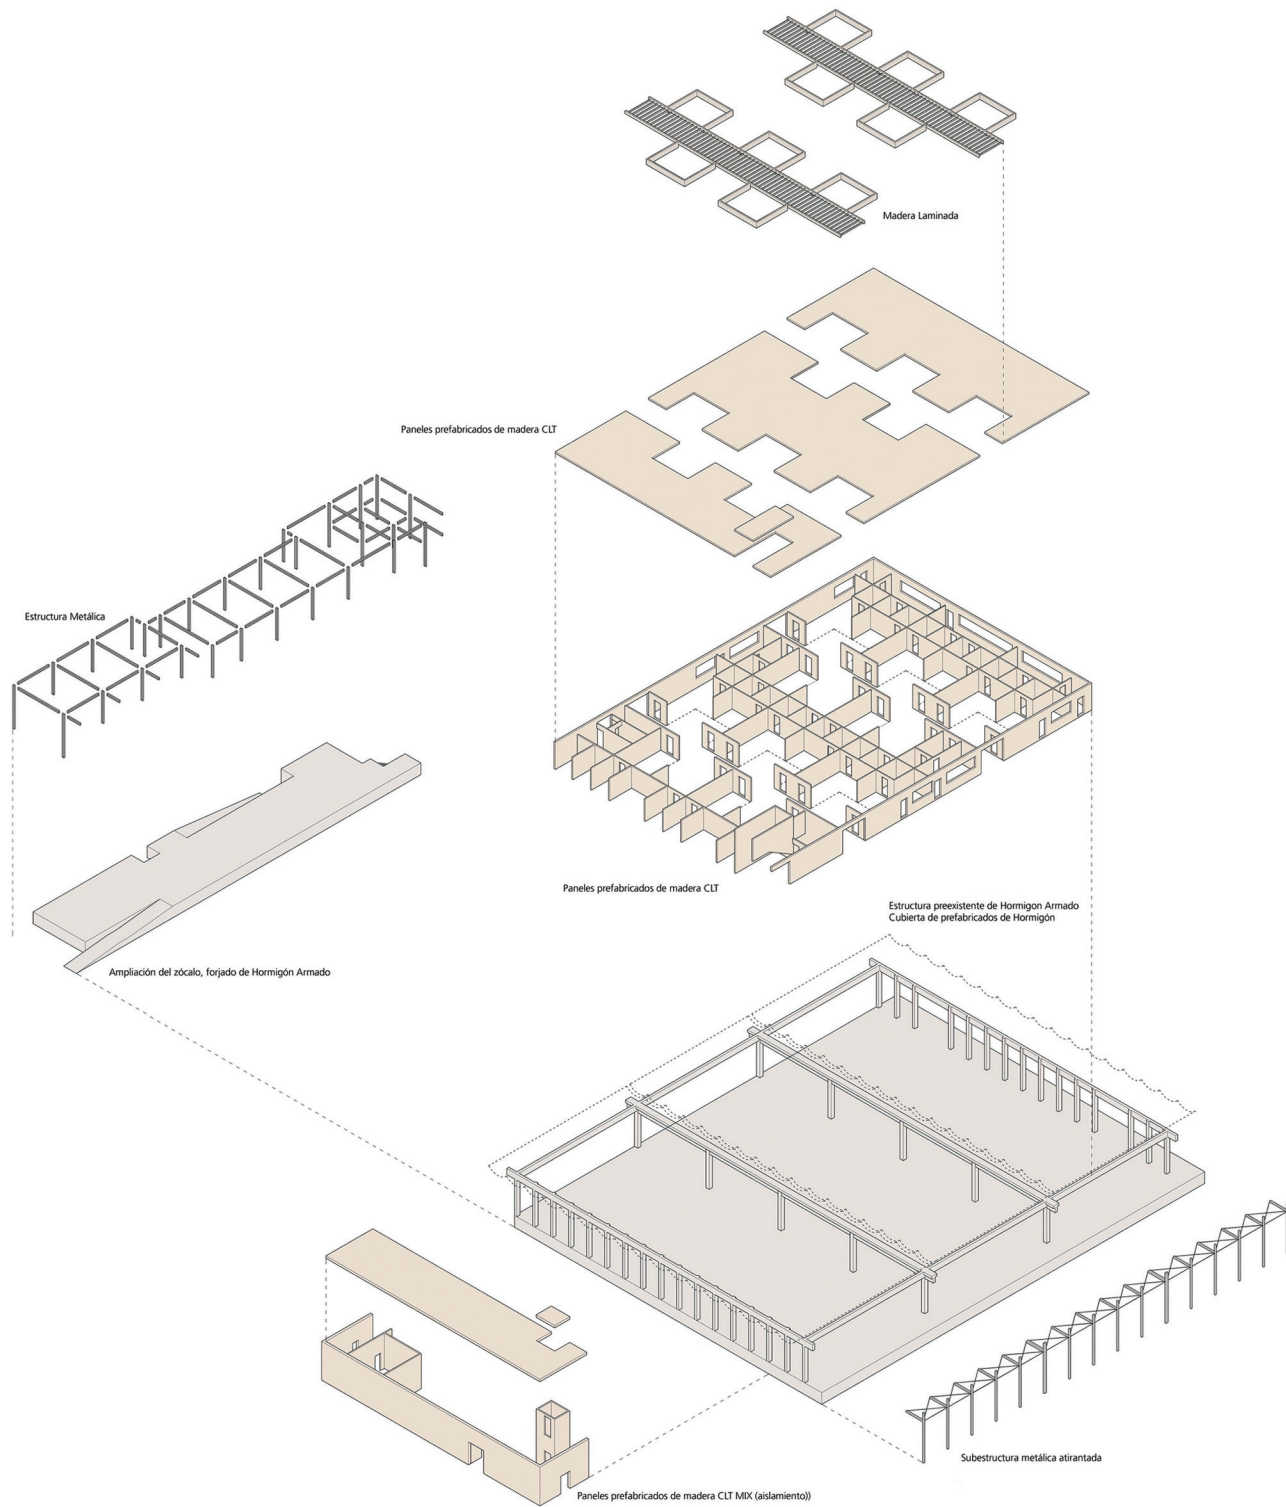 Madera Laminada
Paneles prefabricados de madera CLT
Estructura Metálica
Paneles prefabricados de madera CLT
Estructura preexistente de Hormigon Armado
Cubierta de prefabricados de Hormigón
Ampliación del zócalo, forjado de Hormigón Armado
Subestructura metálica atirantada
Paneles prefabricados de madera CLT MIX (aislamiento))